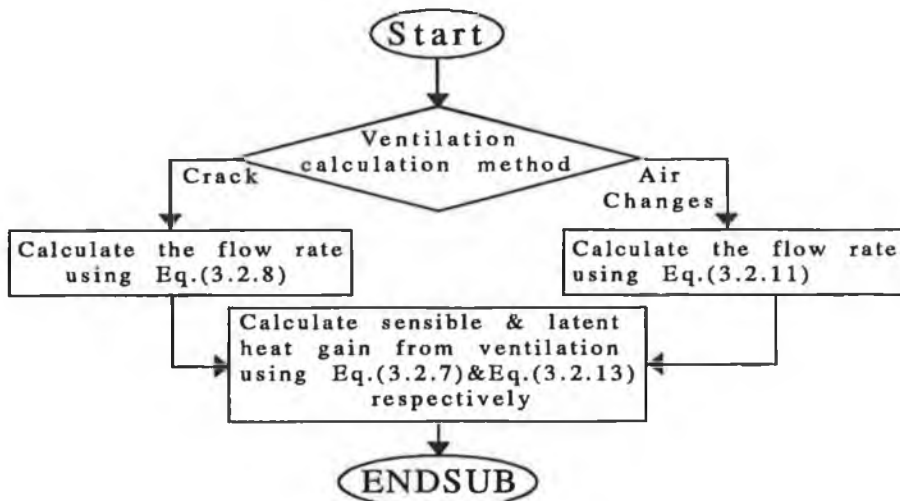 Start
Ventilation
calculation method
Crack
Air
Changes
Calculate the flow rate
using Eq.(3.2.8)
Calculate the flow rate
using Eq.(3.2.11)
Calculate sensible & latent
heat gain from ventilation
using Eq.(3.2.7)&Eq.(3.2.13)
respectively
ENDSUB